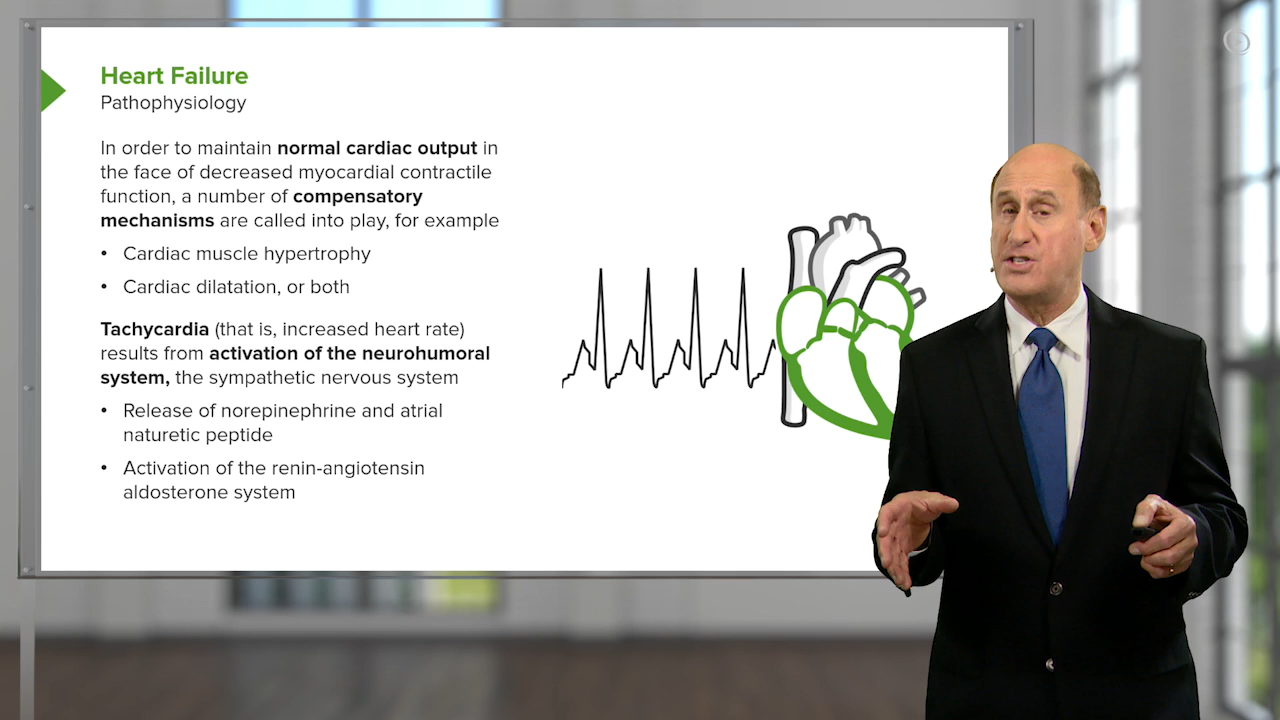 Heart Failure
Pathophysiology
In order to maintain normal cardiac output in
the face of decreased myocardial contractile
function, a number of compensatory
mechanisms are called into play, for example
• Cardiac muscle hypertrophy
• Cardiac dilatation, or both
Tachycardia (that is, increased heart rate)
results from activation of the neurohumoral
system, the sympathetic nervous system
• Release of norepinephrine and atrial
naturetic peptide
• Activation of the renin-angiotensin
aldosterone system